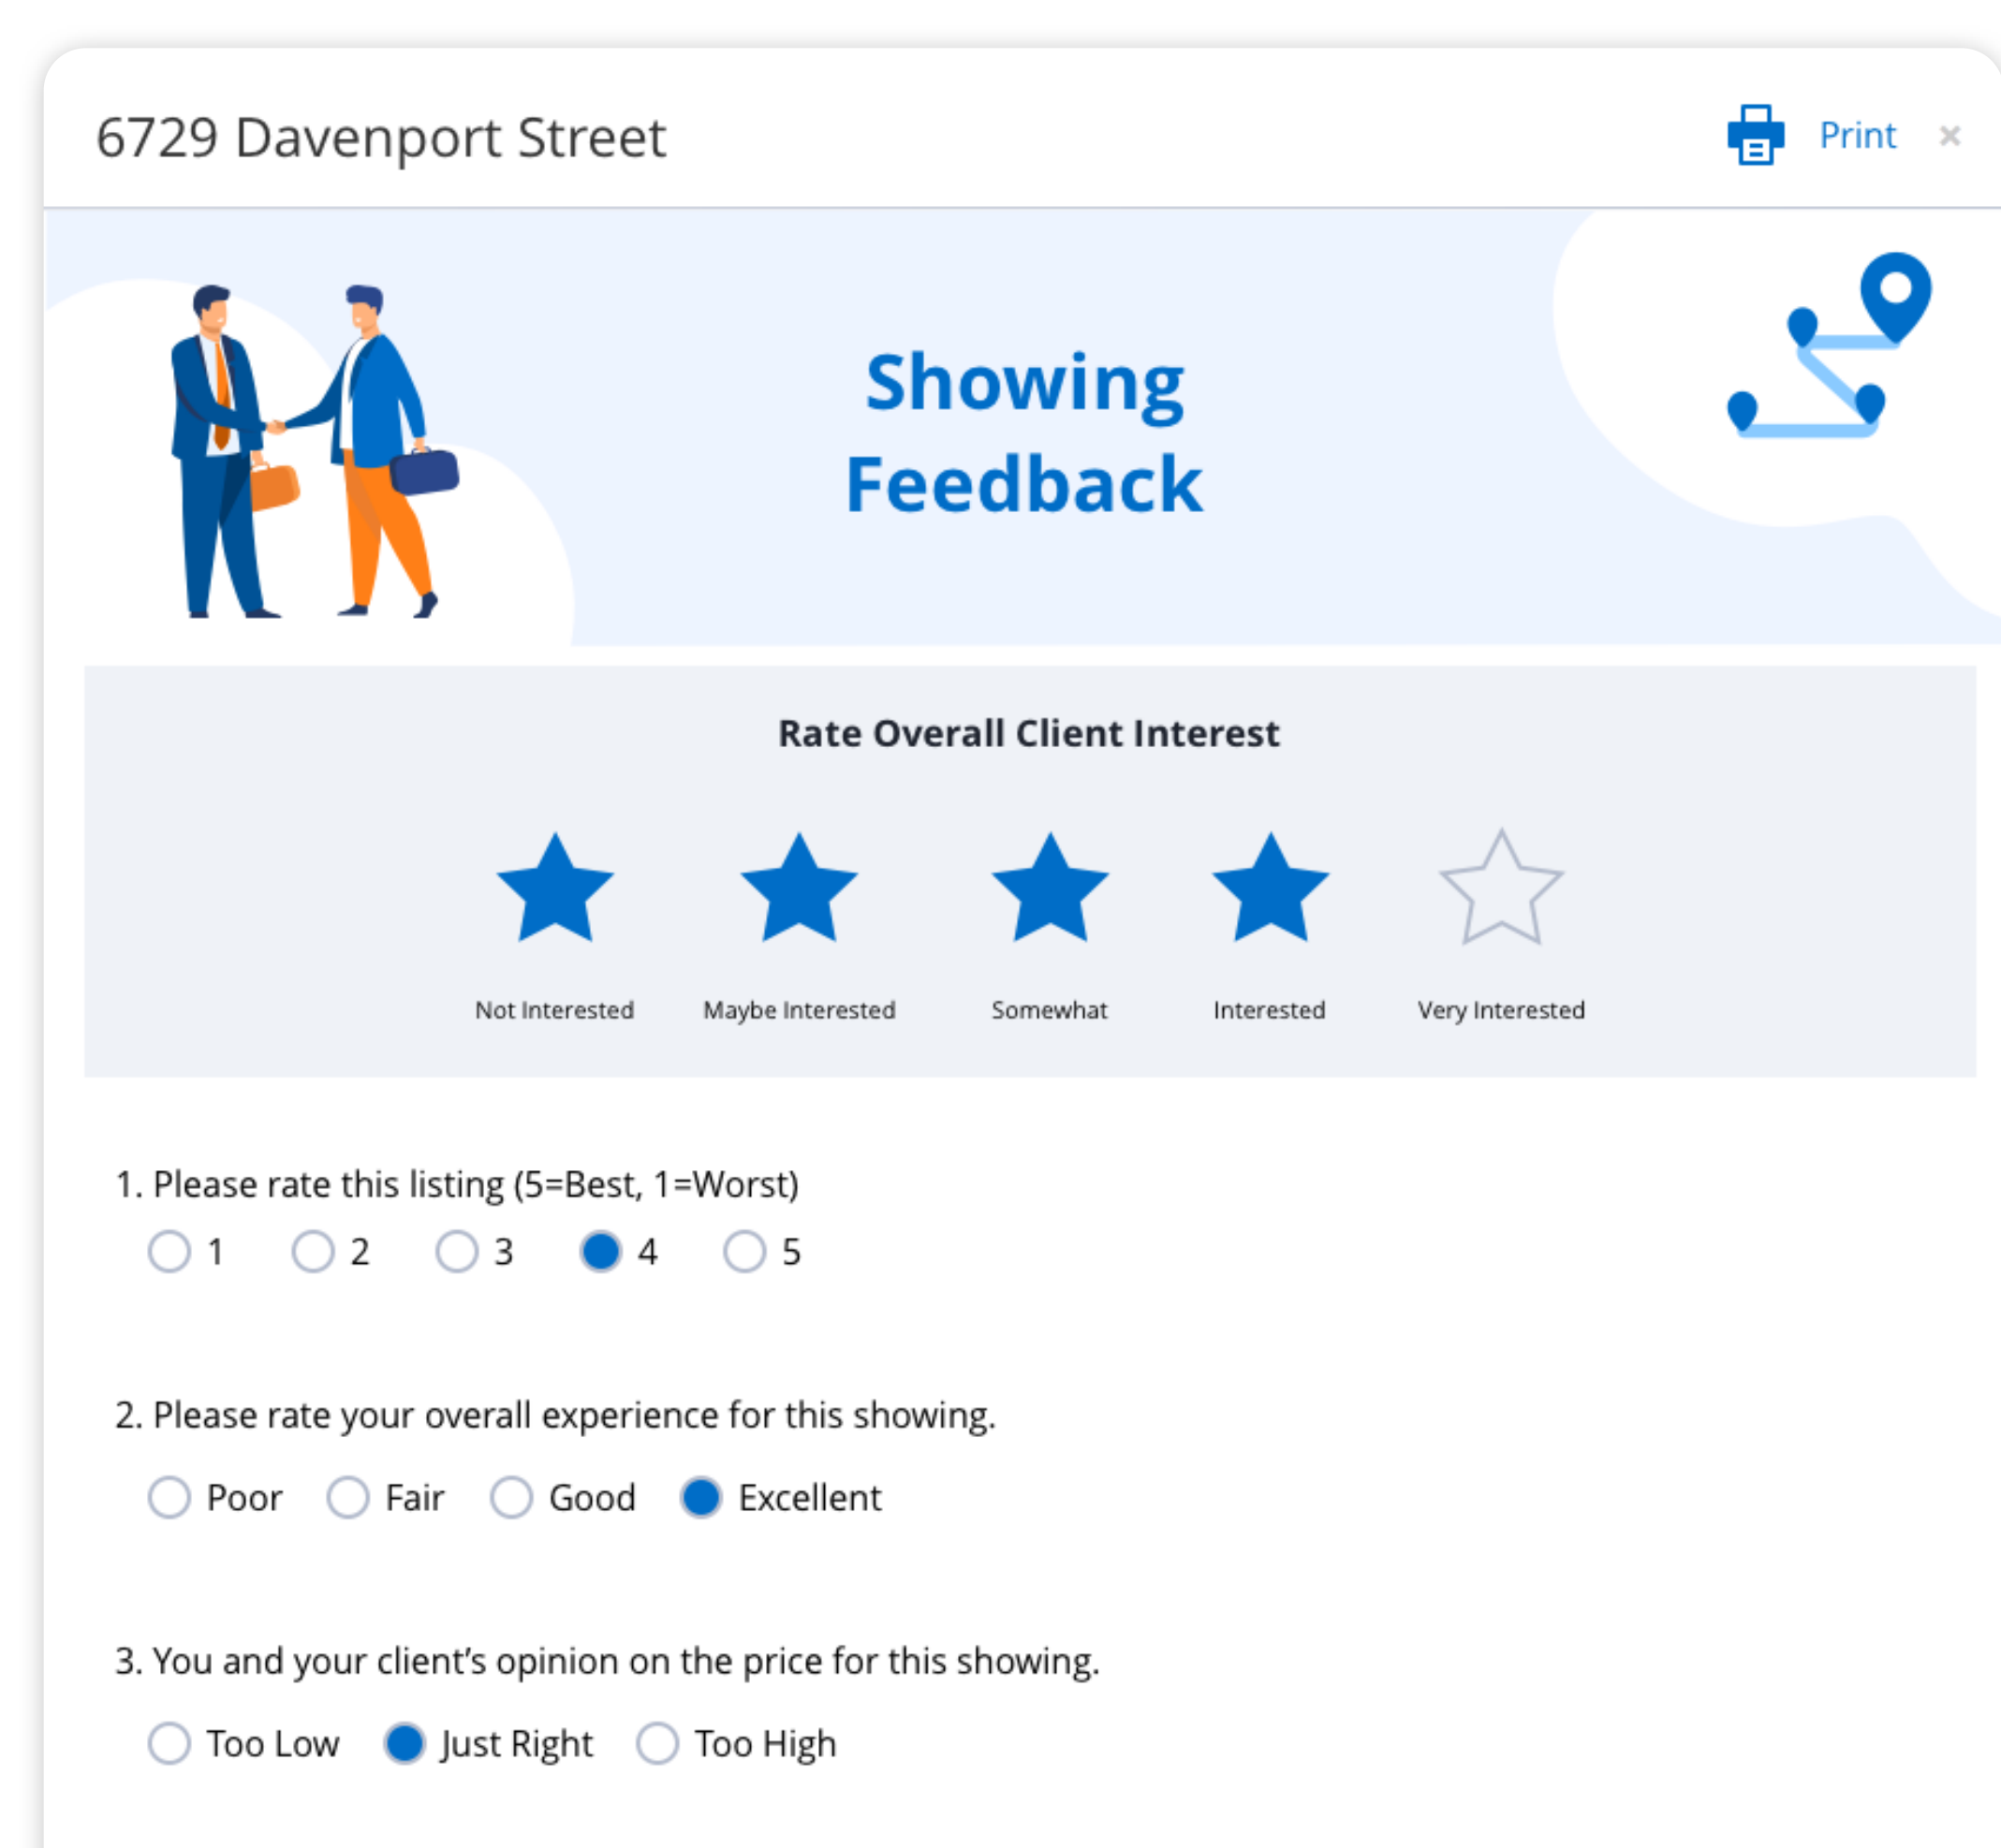 6729 Davenport Street
Print ×
Showing
Feedback
Rate Overall Client Interest
Not Interested Maybe Interested Somewhat Interested Very Interested
1. Please rate this listing (5=Best, 1=Worst)
1 2 3 4 5
2. Please rate your overall experience for this showing.
Poor Fair Good Excellent
3. You and your client’s opinion on the price for this showing.
Too Low Just Right Too High